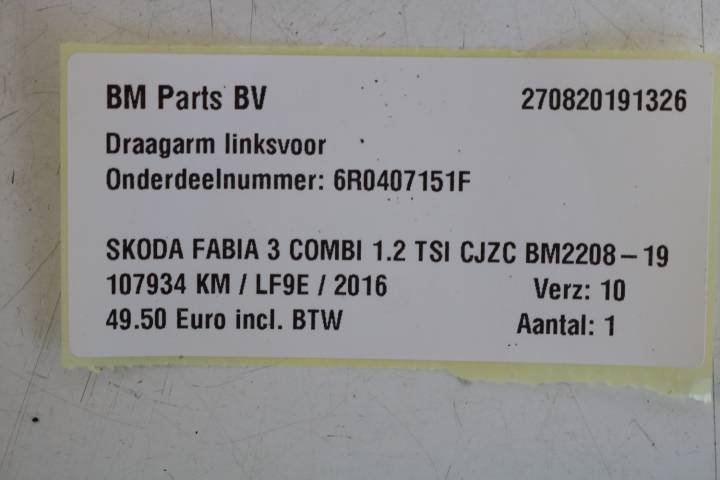 BM Parts BV 270820191326
Draagarm linksvoor
Onderdeelnummer: 6R0407151F
SKODA FABIA 3 COMBI 1.2 TSI CJZC BM2208-19
107934 KM / LF9E / 2016 Verz: 10
49.50 Euro incl. BTW Aantal: 1